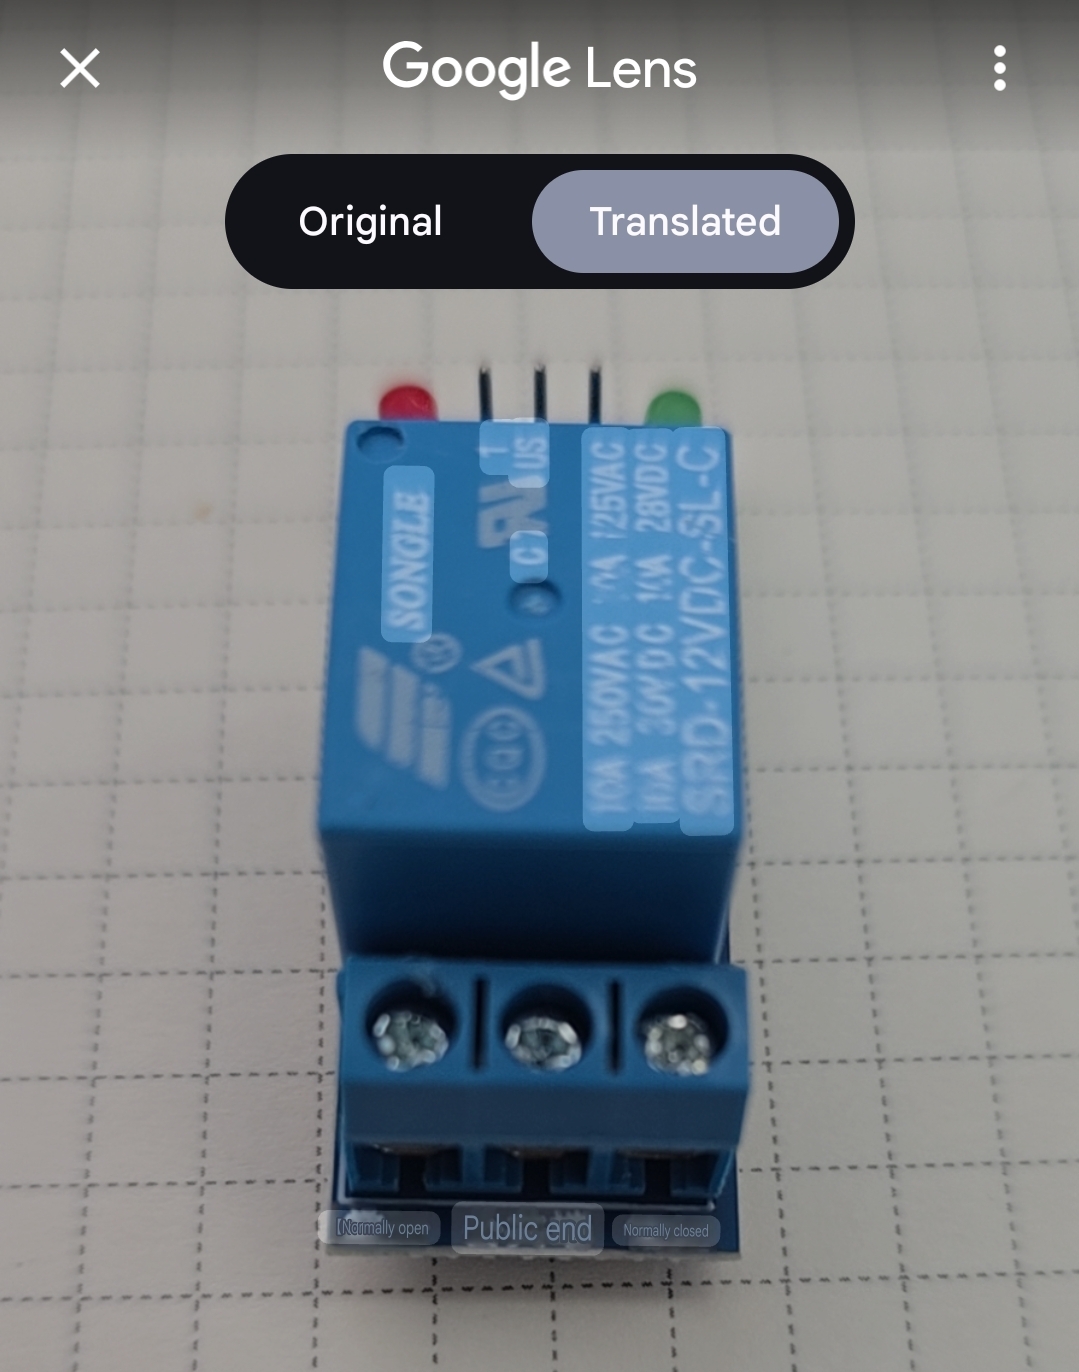 Google Lens
Original
Translated
SONGLE
c
US
10A 250VAC 10A 125VAC
10A 30VDC 10A 28VDC
SRD-12VDC-SL-C
CQC
Normally open
Public end
Normally closed